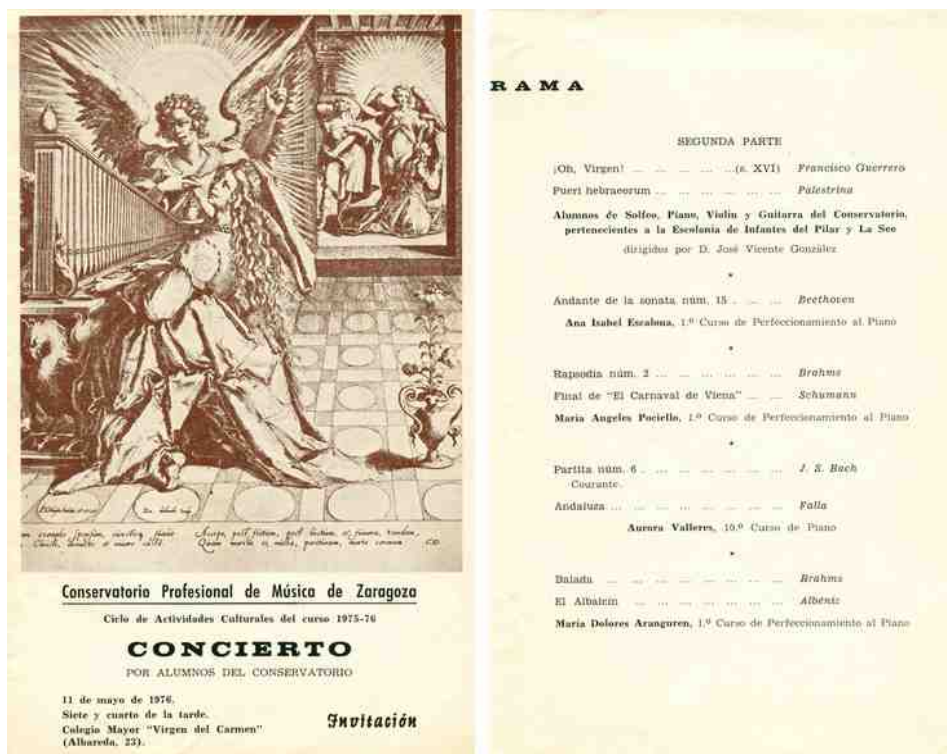 Conservatorio Profesional de Música de Zaragoza
Ciclo de Actividades Culturales del curso 1975-76
CONCIERTO
POR ALUMNOS DEL CONSERVATORIO
11 de mayo de 1976.
Siete y cuarto de la tarde.
Colegio Mayor "Virgen del Carmen"
(Albareda, 23).
Invitación
RAMA
SEGUNDA PARTE
¡Oh, Virgen! ... ... ... ... ...(s. XVI) Francisco Guerrero
Pueri hebraeorum ... ... ... ... ... ... Palestrina
Alumnos de Solfeo, Piano, Violín y Guitarra del Conservatorio,
pertenecientes a la Escolanía de Infantes del Pilar y La Seo
dirigidos por D. José Vicente González
*
Andante de la sonata núm. 15 . ... ... Beethoven
Ana Isabel Escalona, 1.º Curso de Perfeccionamiento al Piano
*
Rapsodia núm. 2 ... ... ... ... ... ... Brahms
Final de "El Carnaval de Viena" ... ... Schumann
María Angeles Pociello, 1.º Curso de Perfeccionamiento al Piano
*
Partita núm. 6 . ... ... ... ... ... ... J. S. Bach
Courante.
Andaluza ... ... ... ... ... ... ... ... Falla
Aurora Valleres, 10.º Curso de Piano
*
Balada ... ... ... ... ... ... ... ... Brahms
El Albaicín ... ... ... ... ... ... ... Albéniz
María Dolores Aranguren, 1.º Curso de Perfeccionamiento al Piano